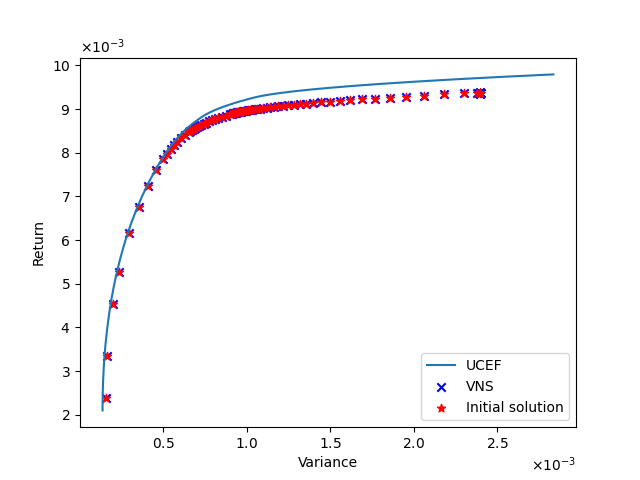 ×10⁻³
10
9
8
7
6
5
4
3
2
Return
0.5 1.0 1.5 2.0 2.5
Variance
×10⁻³
UCEF
VNS
Initial solution